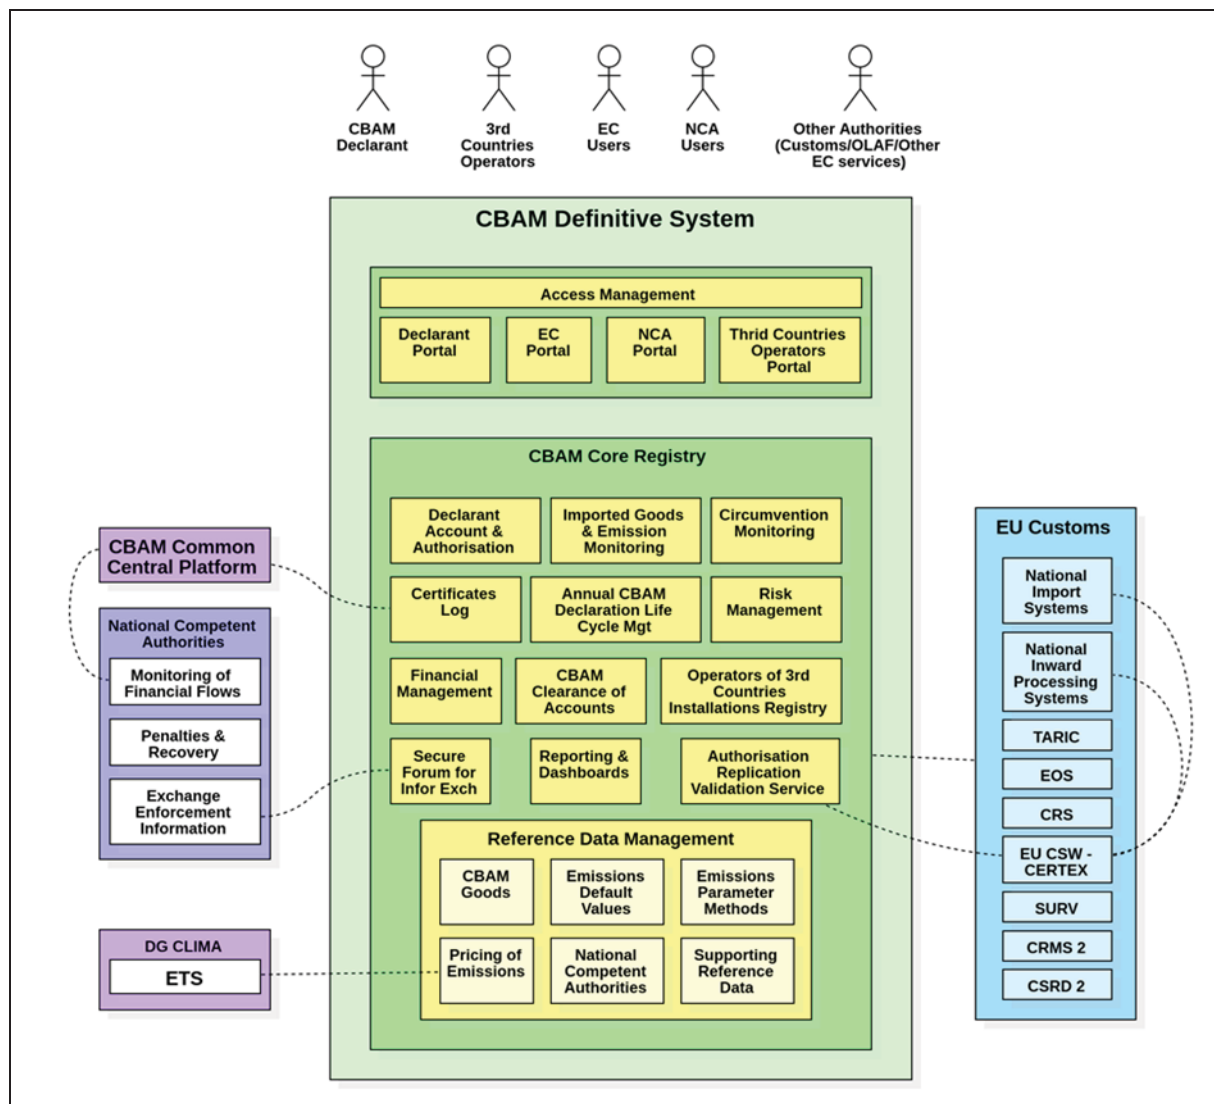 CBAM
Declarant
3rd
Countries
Operators
EC
Users
NCA
Users
Other Authorities
(Customs/OLAF/Other
EC services)
CBAM Definitive System
Access Management
Declarant
Portal
EC
Portal
NCA
Portal
Thrid Countries
Operators
Portal
CBAM Core Registry
Declarant
Account &
Authorisation
Imported Goods
& Emission
Monitoring
Circumvention
Monitoring
Certificates
Log
Annual CBAM
Declaration Life
Cycle Mgt
Risk
Management
Financial
Management
CBAM
Clearance of
Accounts
Operators of 3rd
Countries
Installations Registry
Secure
Forum for
Infor Exch
Reporting &
Dashboards
Authorisation
Replication
Validation Service
Reference Data Management
CBAM
Goods
Emissions
Default
Values
Emissions
Parameter
Methods
Pricing of
Emissions
National
Competent
Authorities
Supporting
Reference
Data
CBAM Common
Central Platform
National Competent
Authorities
Monitoring of
Financial Flows
Penalties &
Recovery
Exchange
Enforcement
Information
DG CLIMA
ETS
EU Customs
National
Import
Systems
National
Inward
Processing
Systems
TARIC
EOS
CRS
EU CSW -
CERTEX
SURV
CRMS 2
CSRD 2